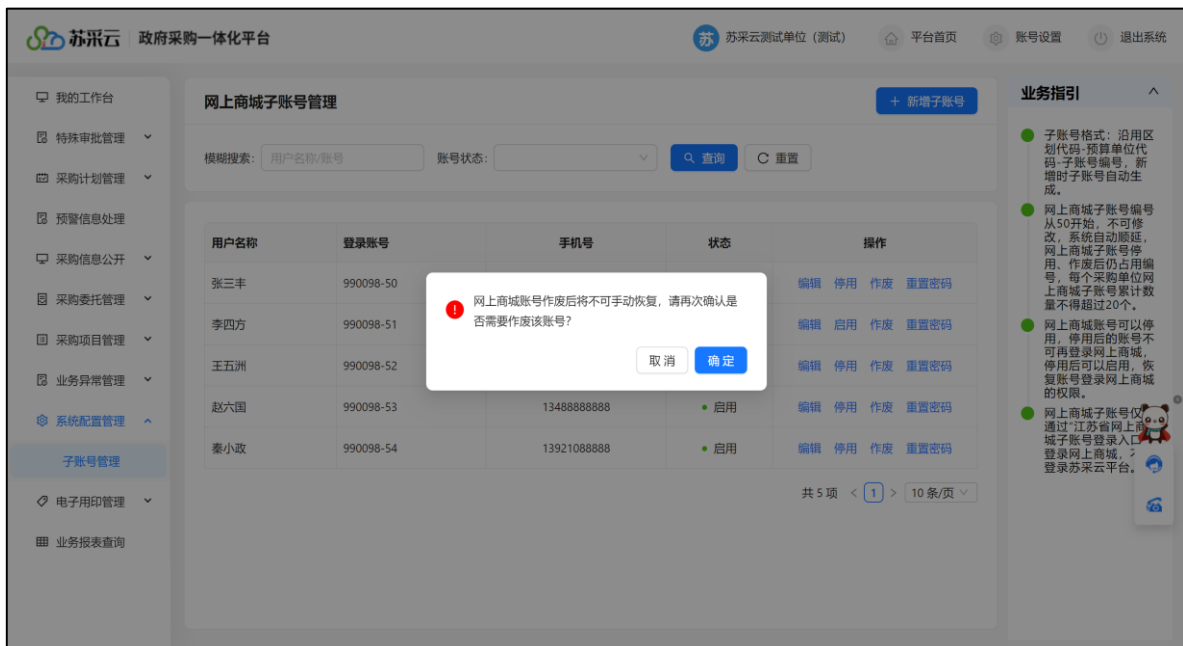 苏采云 政府采购一体化平台
苏 苏采云测试单位（测试） 平台首页 账号设置 退出系统
我的工作台
特殊审批管理
采购计划管理
预警信息处理
采购信息公开
采购委托管理
采购项目管理
业务异常管理
系统配置管理
子账号管理
电子用印管理
业务报表查询
网上商城子账号管理
+ 新增子账号
模糊搜索: 用户名称/账号 账号状态: 查询 重置
用户名称 登录账号 手机号 状态 操作
张三丰 990098-50 编辑 停用 作废 重置密码
李四方 990098-51 编辑 启用 作废 重置密码
王五洲 990098-52 编辑 停用 作废 重置密码
赵六国 990098-53 13488888888 启用 编辑 停用 作废 重置密码
秦小政 990098-54 13921088888 启用 编辑 停用 作废 重置密码
共 5 项 < 1 > 10 条/页
网上商城账号作废后将不可手动恢复，请再次确认是
否需要作废该账号？
取 消 确 定
业务指引
子账号格式：沿用区
划代码-预算单位代
码-子账号编号，新
增时子账号自动生
成。
网上商城子账号编号
从50开始，不可修
改，系统自动顺延，
网上商城子账号停
用、作废后仍占用编
号，每个采购单位网
上商城子账号累计数
量不得超过20个。
网上商城账号可以停
用，停用后的账号不
可再登录网上商城，
停用后可以启用，恢
复账号登录网上商城
的权限。
网上商城子账号仅
通过“江苏省网上商
城子账号登录入口
登录网上商城，
登录苏采云平台。